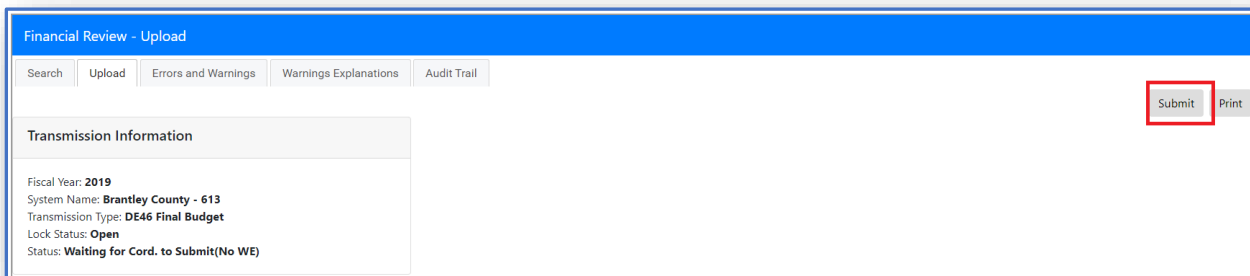 Financial Review - Upload
Search Upload Errors and Warnings Warnings Explanations Audit Trail
Submit Print
Transmission Information
Fiscal Year: 2019
System Name: Brantley County - 613
Transmission Type: DE46 Final Budget
Lock Status: Open
Status: Waiting for Cord. to Submit(No WE)